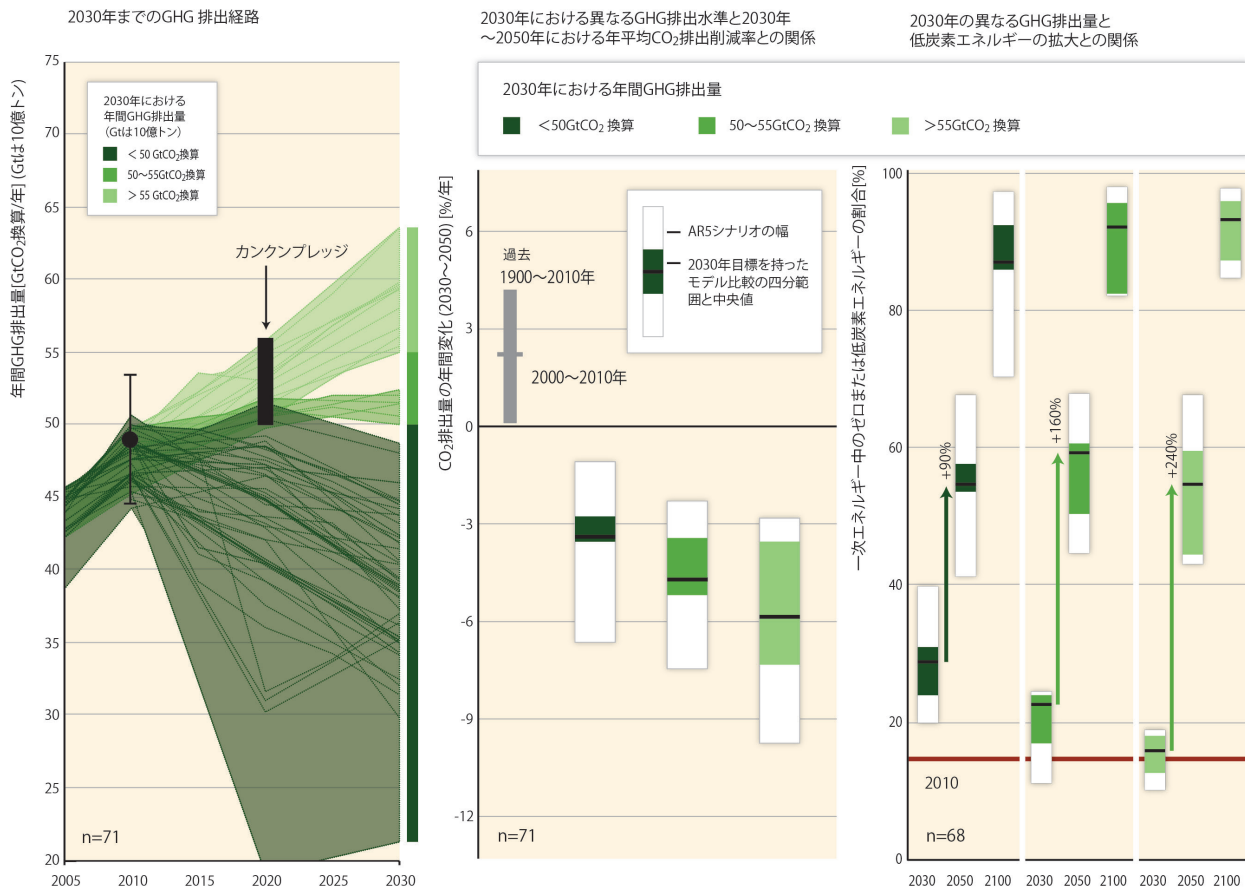 2030年までのGHG 排出経路
年間GHG排出量[GtCO₂換算/年] (Gtは10億トン)
75
70
65
60
55
50
45
40
35
30
25
20
2030年における
年間GHG排出量
(Gtは10億トン)
< 50 GtCO₂換算
50〜55GtCO₂換算
> 55 GtCO₂換算
カンクンプレッジ
n=71
2005 2010 2015 2020 2025 2030
2030年における異なるGHG排出水準と2030年
〜2050年における年平均CO₂排出削減率との関係
2030年の異なるGHG排出量と
低炭素エネルギーの拡大との関係
2030年における年間GHG排出量
<50GtCO₂ 換算 50〜55GtCO₂ 換算 >55GtCO₂ 換算
CO₂排出量の年間変化 (2030〜2050) [%/年]
6
3
0
-3
-6
-9
-12
過去
1900〜2010年
2000〜2010年
AR5シナリオの幅
2030年目標を持った
モデル比較の四分範
囲と中央値
n=71
一次エネルギー中のゼロまたは低炭素エネルギーの割合[%]
100
80
60
40
20
0
+90%
+160%
+240%
2010
n=68
2030 2050 2100 2030 2050 2100 2030 2050 2100